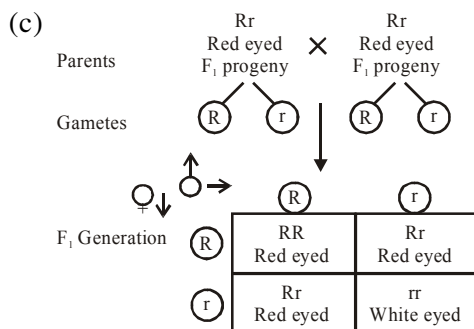 (c)
Rr Rr
Red eyed × Red eyed
Parents F₁ progeny F₁ progeny
Gametes R r R r
♀ ♂ R r
F₁ Generation R RR Rr
Red eyed Red eyed
r Rr rr
Red eyed White eyed